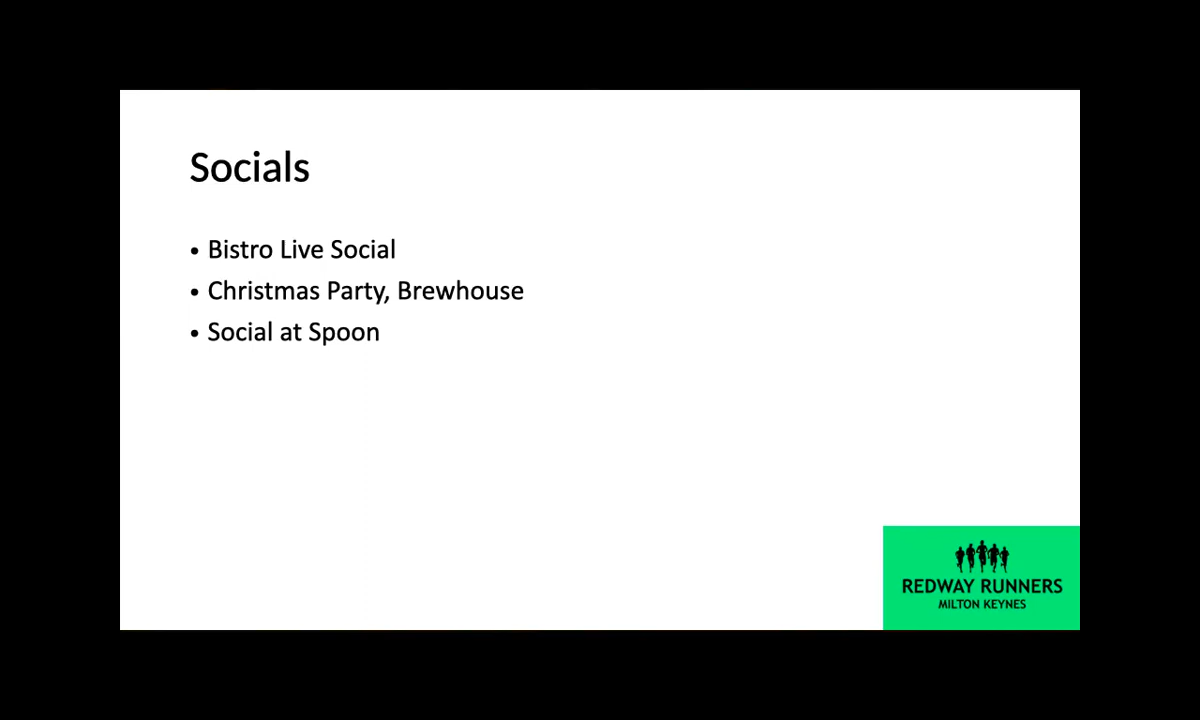 Socials
• Bistro Live Social
• Christmas Party, Brewhouse
• Social at Spoon
REDWAY RUNNERS
MILTON KEYNES